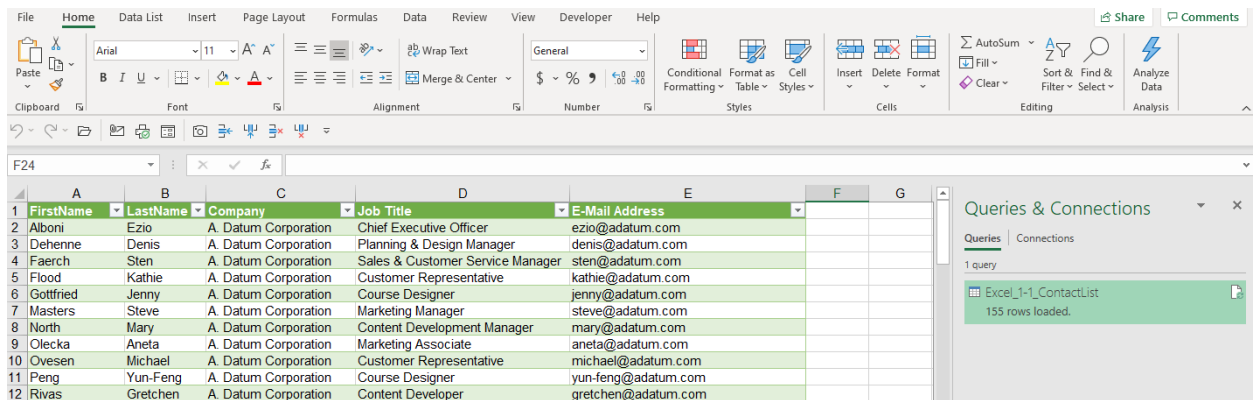 File Home Data List Insert Page Layout Formulas Data Review View Developer Help Share Comments
Arial 11 A^ A˅ Wrap Text General Conditional Format as Cell Insert Delete Format AutoSum Sort & Find & Analyze
Paste B I U A Merge & Center $ % , Formatting Table Styles Fill Filter Select Data
Clear
Clipboard Font Alignment Number Styles Cells Editing Analysis
F24 fx
A B C D E F G
1 FirstName LastName Company Job Title E-Mail Address
2 Alboni Ezio A. Datum Corporation Chief Executive Officer ezio@adatum.com
3 Dehenne Denis A. Datum Corporation Planning & Design Manager denis@adatum.com
4 Faerch Sten A. Datum Corporation Sales & Customer Service Manager sten@adatum.com
5 Flood Kathie A. Datum Corporation Customer Representative kathie@adatum.com
6 Gottfried Jenny A. Datum Corporation Course Designer jenny@adatum.com
7 Masters Steve A. Datum Corporation Marketing Manager steve@adatum.com
8 North Mary A. Datum Corporation Content Development Manager mary@adatum.com
9 Olecka Aneta A. Datum Corporation Marketing Associate aneta@adatum.com
10 Ovesen Michael A. Datum Corporation Customer Representative michael@adatum.com
11 Peng Yun-Feng A. Datum Corporation Course Designer yun-feng@adatum.com
12 Rivas Gretchen A. Datum Corporation Content Developer gretchen@adatum.com
Queries & Connections
Queries Connections
1 query
Excel_1-1_ContactList
155 rows loaded.